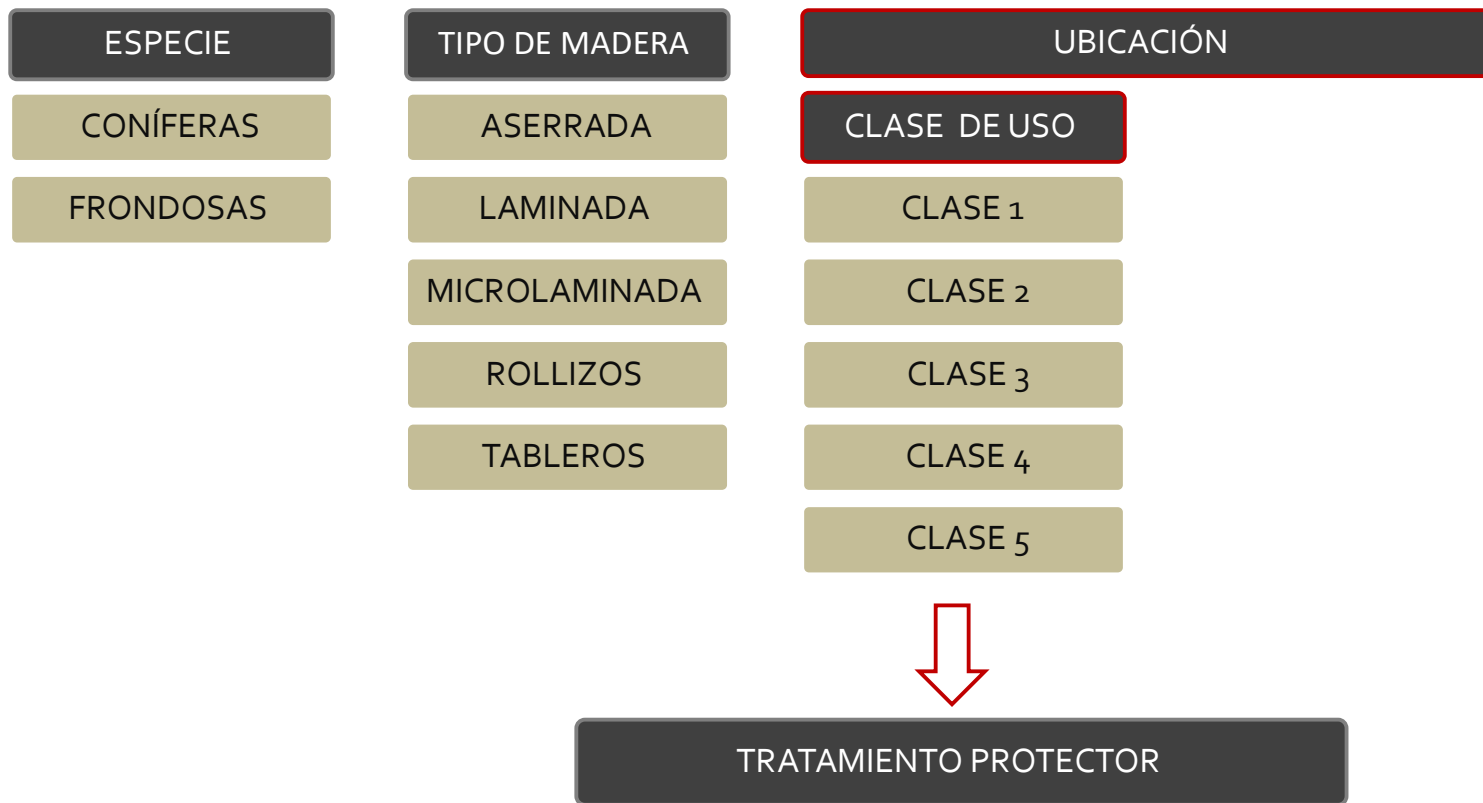 ESPECIE
CONÍFERAS
FRONDOSAS
TIPO DE MADERA
ASERRADA
LAMINADA
MICROLAMINADA
ROLLIZOS
TABLEROS
UBICACIÓN
CLASE DE USO
CLASE 1
CLASE 2
CLASE 3
CLASE 4
CLASE 5
TRATAMIENTO PROTECTOR